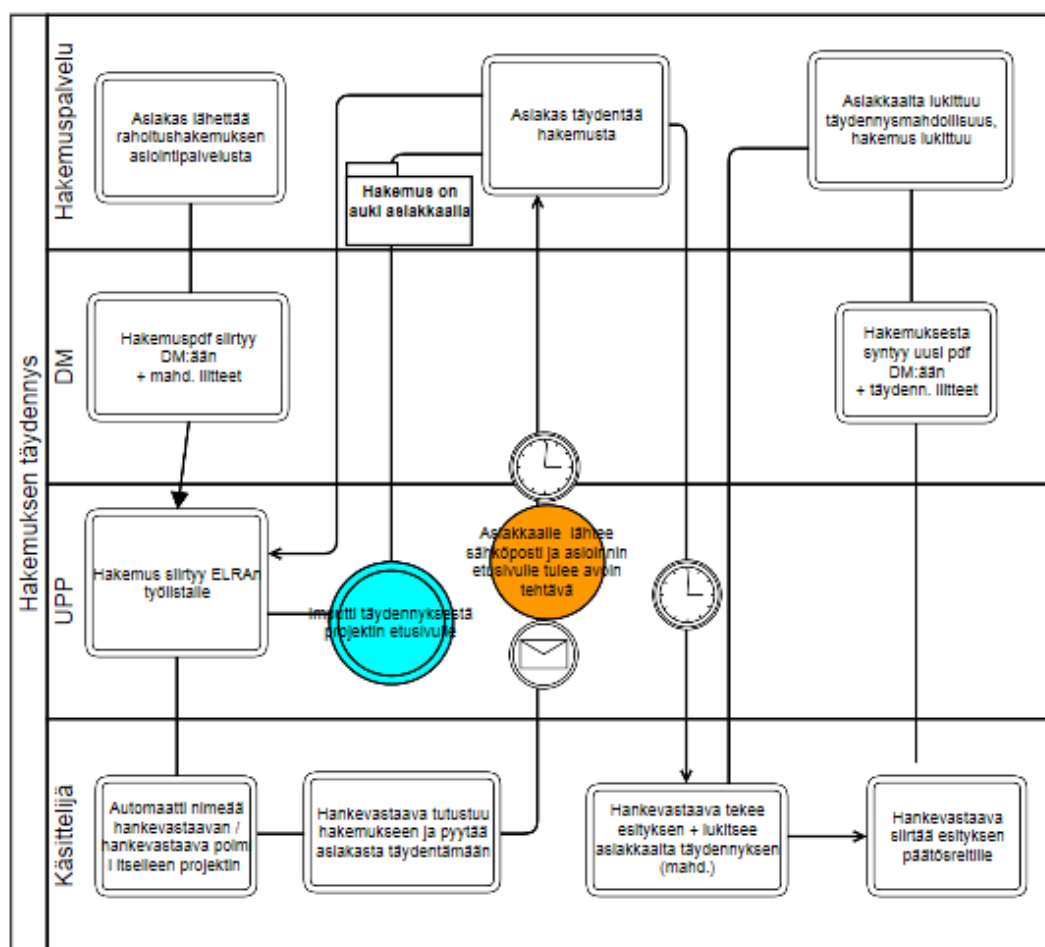 Hakemuksen täydennys
Hakemuspalvelu
Asiakas lähettää
rahoitushakemuksen
asiointipalvelusta
Hakemus on
auki asiakkaalla
Asiakas täydentää
hakemusta
Asiakkaalta lukittuu
täydennysmahdollisuus,
hakemus lukittuu
DM
Hakemuspdf siirtyy
DM:ään
+ mahd. liitteet
Hakemuksesta
syntyy uusi pdf
DM:ään
+ täydenn. liitteet
UPP
Hakemus siirtyy ELRAn
työlistalle
Imuutti täydennyksestä
projektin etusivulle
Asiakkaalle lähtee
sähköposti ja asioinnin
etusivulle tulee avoin
tehtävä
Käsittelijä
Automaatti nimeää
hankevastaavan /
hankevastaava poimi
i itselleen projektin
Hankevastaava tutustuu
hakemukseen ja pyytää
asiakasta täydentämään
Hankevastaava tekee
esityksen + lukitsee
asiakkaalta täydennyksen
(mahd.)
Hankevastaava
siirtää esityksen
päätösreitille